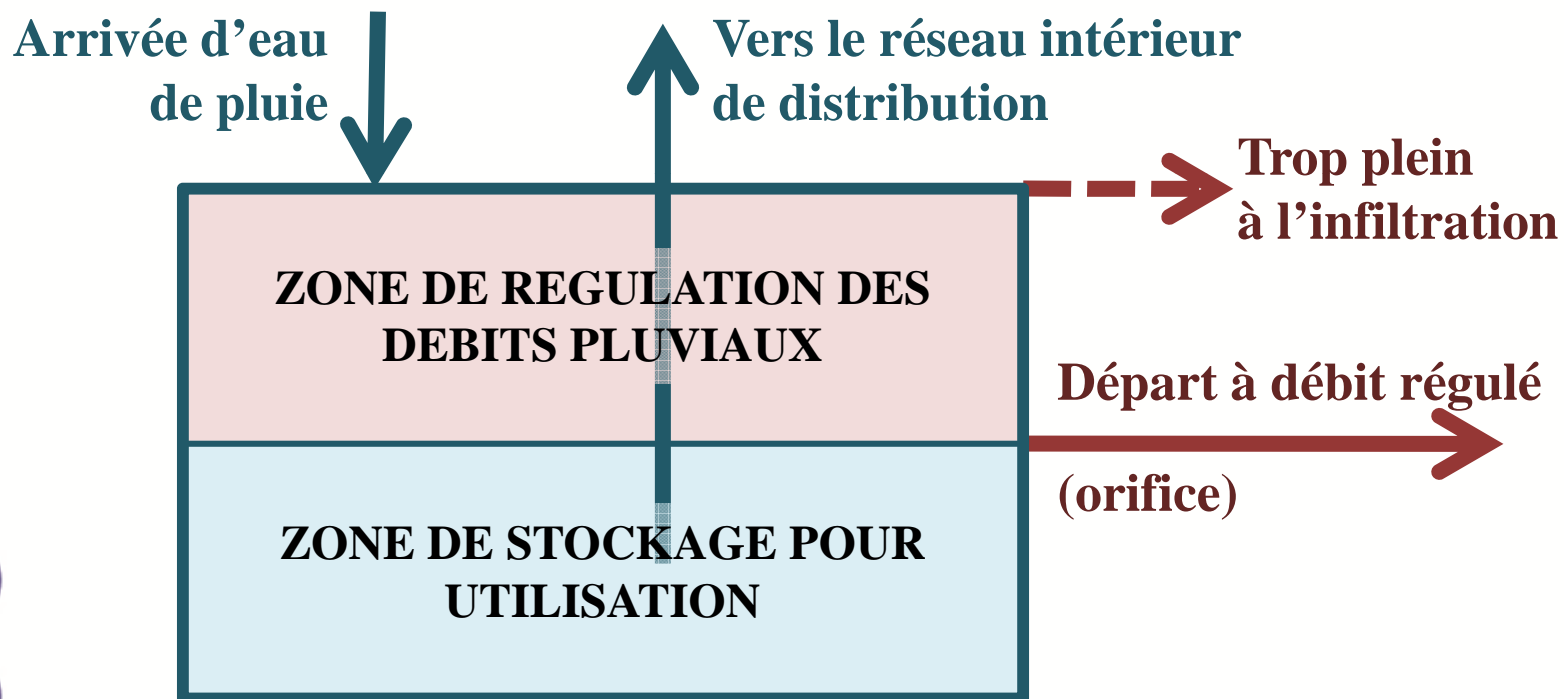 Arrivée d’eau
de pluie
Vers le réseau intérieur
de distribution
Trop plein
à l’infiltration
ZONE DE REGULATION DES
DEBITS PLUVIAUX
Départ à débit régulé
(orifice)
ZONE DE STOCKAGE POUR
UTILISATION